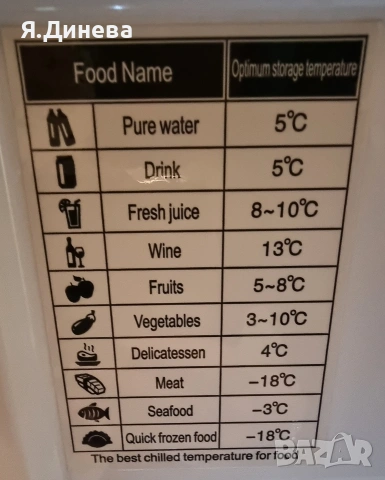 Я.Динева
Food Name Optimum storage temperature
Pure water 5℃
Drink 5℃
Fresh juice 8~10℃
Wine 13℃
Fruits 5~8℃
Vegetables 3~10℃
Delicatessen 4℃
Meat -18℃
Seafood -3℃
Quick frozen food -18℃
The best chilled temperature for food
bazar